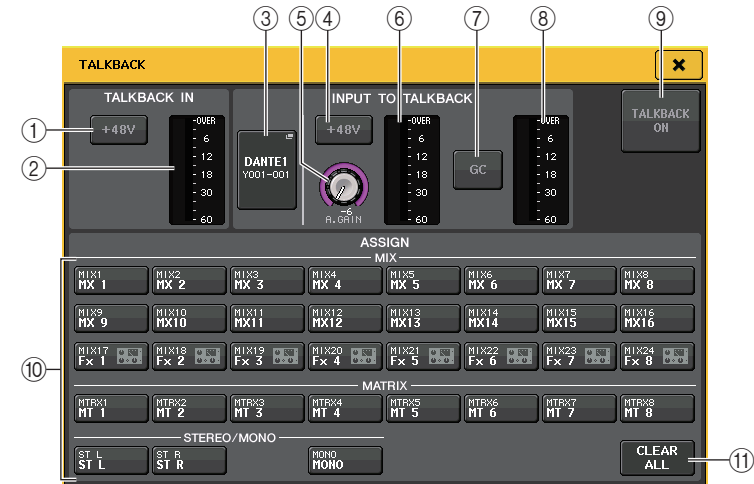 ③ ⑤ ④ ⑥ ⑦ ⑧ ⑨
TALKBACK
TALKBACK IN
INPUT TO TALKBACK
① +48V
②
OVER
6
12
18
30
60
DANTE1
Y001-001
+48V
-6
A.GAIN
OVER
6
12
18
30
60
GC
OVER
6
12
18
30
60
TALKBACK
ON
ASSIGN
MIX
MIX1 MIX2 MIX3 MIX4 MIX5 MIX6 MIX7 MIX8
MX 1 MX 2 MX 3 MX 4 MX 5 MX 6 MX 7 MX 8
MIX9 MIX10 MIX11 MIX12 MIX13 MIX14 MIX15 MIX16
MX 9 MX10 MX11 MX12 MX13 MX14 MX15 MX16
MIX17 MIX18 MIX19 MIX20 MIX21 MIX22 MIX23 MIX24
Fx 1 Fx 2 Fx 3 Fx 4 Fx 5 Fx 6 Fx 7 Fx 8
⑩
MATRIX
MTRX1 MTRX2 MTRX3 MTRX4 MTRX5 MTRX6 MTRX7 MTRX8
MT 1 MT 2 MT 3 MT 4 MT 5 MT 6 MT 7 MT 8
STEREO/MONO
ST L ST R MONO
ST L ST R MONO
CLEAR
ALL
⑪